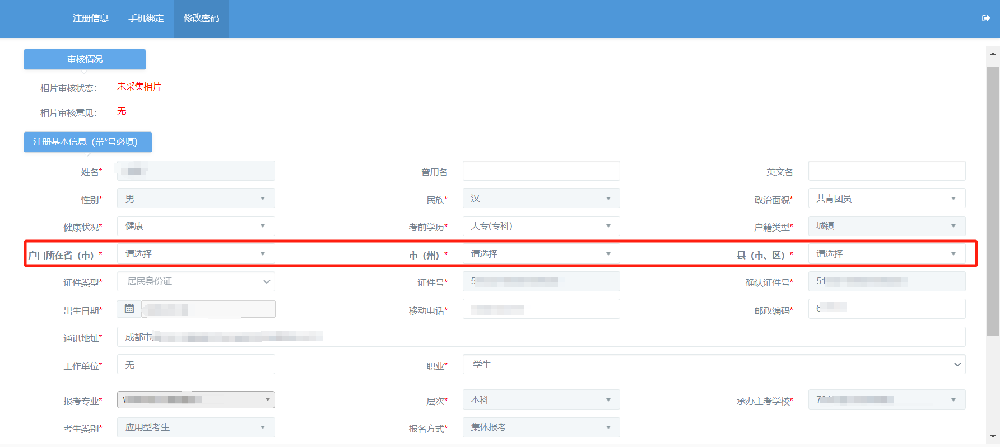 注册信息 手机绑定 修改密码
审核情况
相片审核状态： 未采集相片
相片审核意见： 无
注册基本信息（带*号必填）
姓名* 曾用名 英文名
性别* 男 民族* 汉 政治面貌* 共青团员
健康状况* 健康 考前学历* 大专(专科) 户籍类型* 城镇
户口所在省（市）* 请选择 市（州）* 请选择 县（市、区）* 请选择
证件类型* 居民身份证 证件号* 5 确认证件号* 51
出生日期* 移动电话* 邮政编码* 6
通讯地址* 成都市
工作单位* 无 职业* 学生
报考专业* 层次* 本科 承办主考学校* 7
考生类别* 应用型考生 报名方式* 集体报考